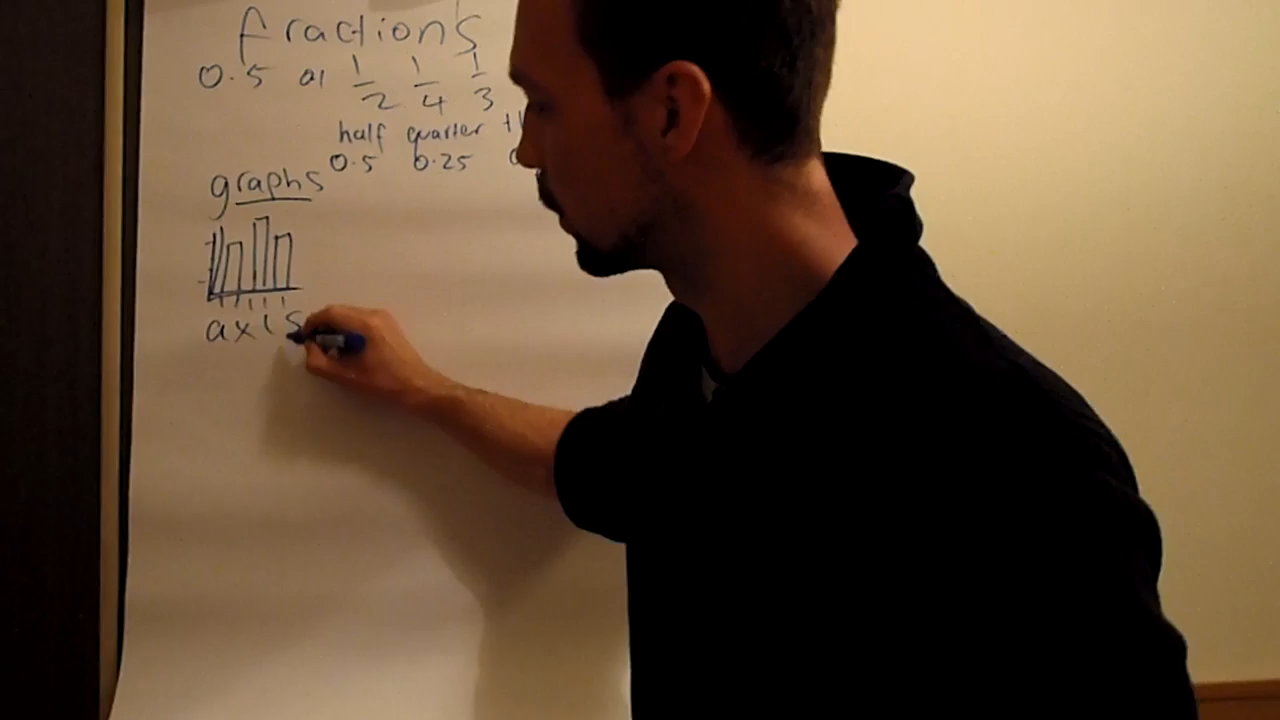 fractions
0.5 or 1/2 1/4 1/3
half quarter
0.5 0.25
graphs
axis